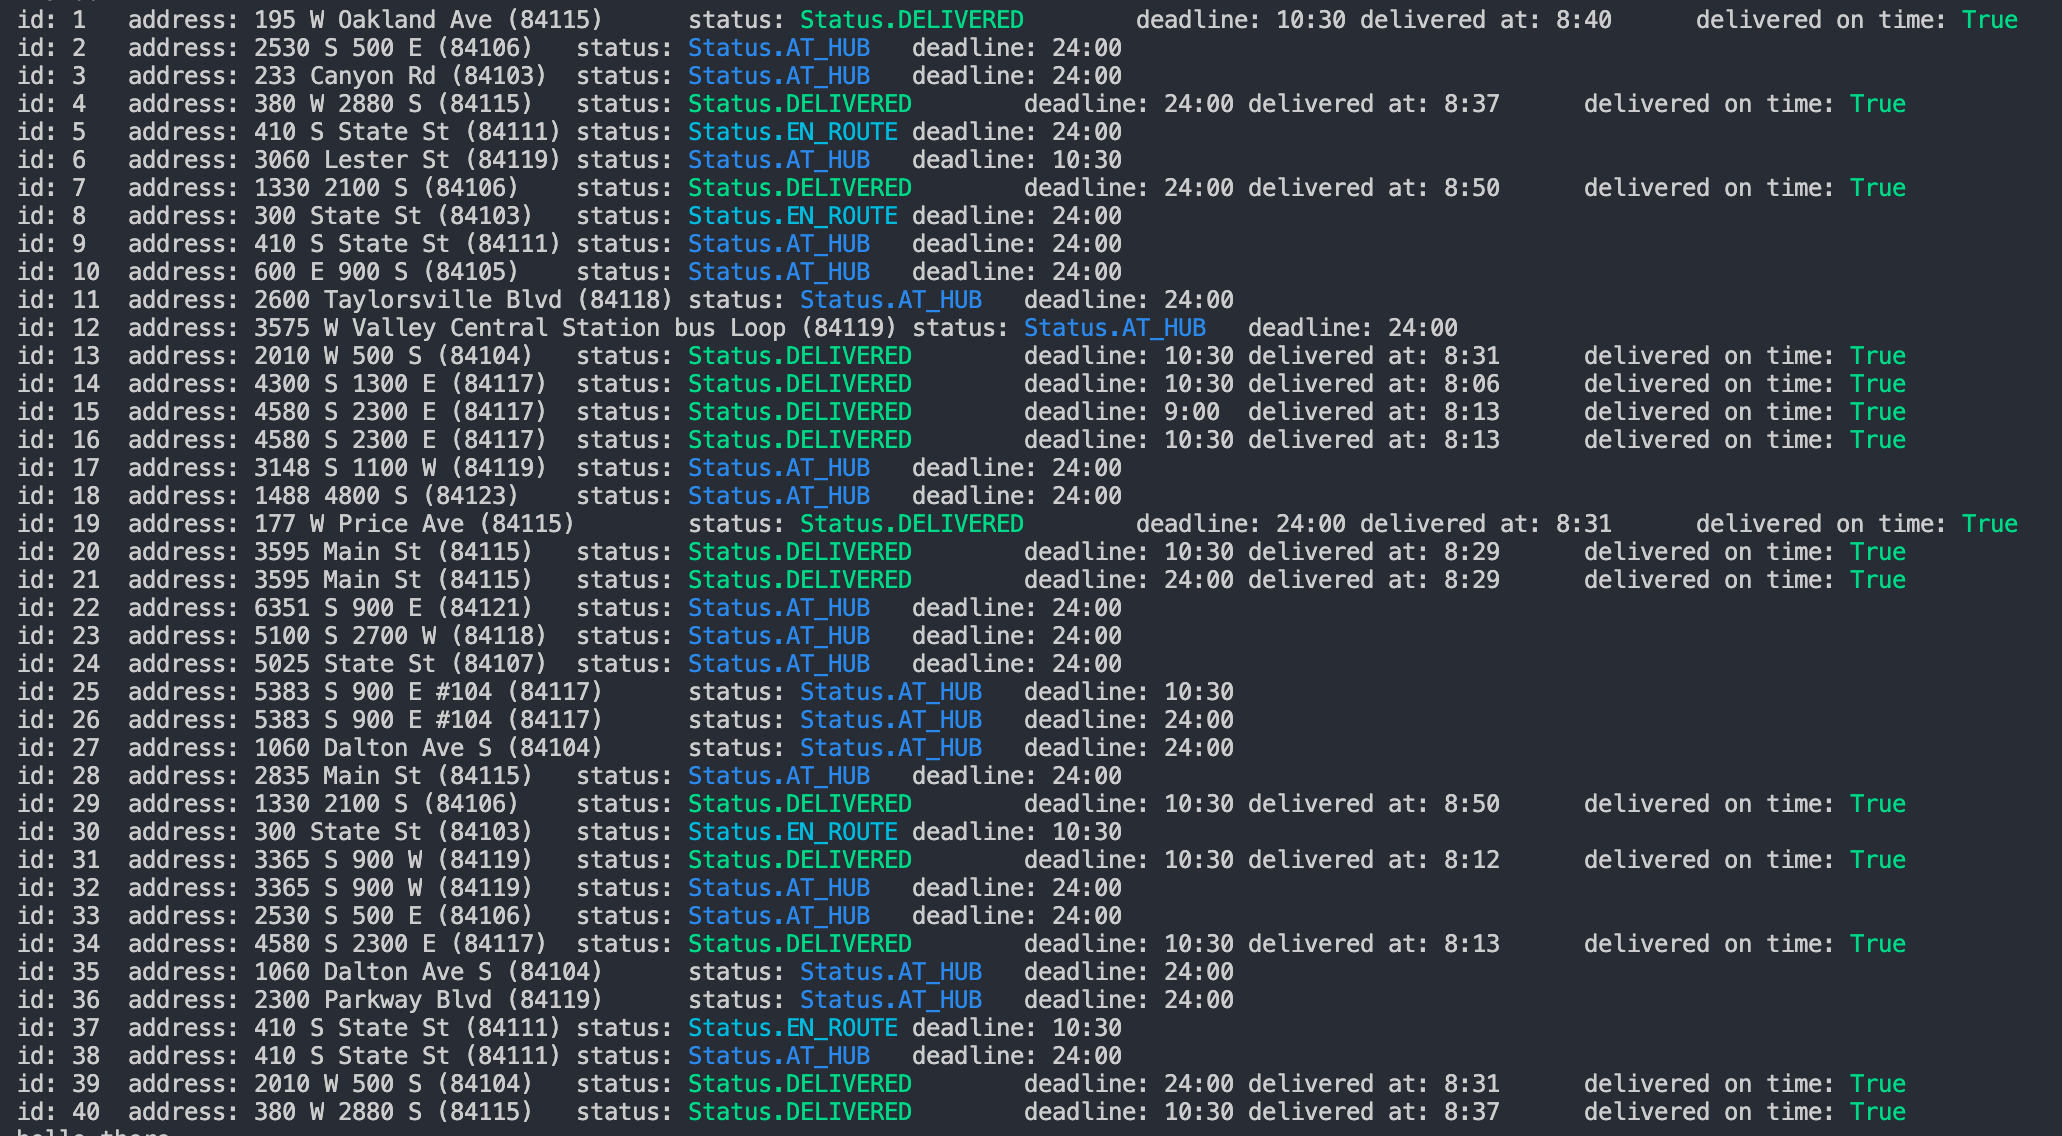 id: 1 address: 195 W Oakland Ave (84115) status: Status.DELIVERED deadline: 10:30 delivered at: 8:40 delivered on time: True
id: 2 address: 2530 S 500 E (84106) status: Status.AT_HUB deadline: 24:00
id: 3 address: 233 Canyon Rd (84103) status: Status.AT_HUB deadline: 24:00
id: 4 address: 380 W 2880 S (84115) status: Status.DELIVERED deadline: 24:00 delivered at: 8:37 delivered on time: True
id: 5 address: 410 S State St (84111) status: Status.EN_ROUTE deadline: 24:00
id: 6 address: 3060 Lester St (84119) status: Status.AT_HUB deadline: 10:30
id: 7 address: 1330 2100 S (84106) status: Status.DELIVERED deadline: 24:00 delivered at: 8:50 delivered on time: True
id: 8 address: 300 State St (84103) status: Status.EN_ROUTE deadline: 24:00
id: 9 address: 410 S State St (84111) status: Status.AT_HUB deadline: 24:00
id: 10 address: 600 E 900 S (84105) status: Status.AT_HUB deadline: 24:00
id: 11 address: 2600 Taylorsville Blvd (84118) status: Status.AT_HUB deadline: 24:00
id: 12 address: 3575 W Valley Central Station bus Loop (84119) status: Status.AT_HUB deadline: 24:00
id: 13 address: 2010 W 500 S (84104) status: Status.DELIVERED deadline: 10:30 delivered at: 8:31 delivered on time: True
id: 14 address: 4300 S 1300 E (84117) status: Status.DELIVERED deadline: 10:30 delivered at: 8:06 delivered on time: True
id: 15 address: 4580 S 2300 E (84117) status: Status.DELIVERED deadline: 9:00 delivered at: 8:13 delivered on time: True
id: 16 address: 4580 S 2300 E (84117) status: Status.DELIVERED deadline: 10:30 delivered at: 8:13 delivered on time: True
id: 17 address: 3148 S 1100 W (84119) status: Status.AT_HUB deadline: 24:00
id: 18 address: 1488 4800 S (84123) status: Status.AT_HUB deadline: 24:00
id: 19 address: 177 W Price Ave (84115) status: Status.DELIVERED deadline: 24:00 delivered at: 8:31 delivered on time: True
id: 20 address: 3595 Main St (84115) status: Status.DELIVERED deadline: 10:30 delivered at: 8:29 delivered on time: True
id: 21 address: 3595 Main St (84115) status: Status.DELIVERED deadline: 24:00 delivered at: 8:29 delivered on time: True
id: 22 address: 6351 S 900 E (84121) status: Status.AT_HUB deadline: 24:00
id: 23 address: 5100 S 2700 W (84118) status: Status.AT_HUB deadline: 24:00
id: 24 address: 5025 State St (84107) status: Status.AT_HUB deadline: 24:00
id: 25 address: 5383 S 900 E #104 (84117) status: Status.AT_HUB deadline: 10:30
id: 26 address: 5383 S 900 E #104 (84117) status: Status.AT_HUB deadline: 24:00
id: 27 address: 1060 Dalton Ave S (84104) status: Status.AT_HUB deadline: 24:00
id: 28 address: 2835 Main St (84115) status: Status.AT_HUB deadline: 24:00
id: 29 address: 1330 2100 S (84106) status: Status.DELIVERED deadline: 10:30 delivered at: 8:50 delivered on time: True
id: 30 address: 300 State St (84103) status: Status.EN_ROUTE deadline: 10:30
id: 31 address: 3365 S 900 W (84119) status: Status.DELIVERED deadline: 10:30 delivered at: 8:12 delivered on time: True
id: 32 address: 3365 S 900 W (84119) status: Status.AT_HUB deadline: 24:00
id: 33 address: 2530 S 500 E (84106) status: Status.AT_HUB deadline: 24:00
id: 34 address: 4580 S 2300 E (84117) status: Status.DELIVERED deadline: 10:30 delivered at: 8:13 delivered on time: True
id: 35 address: 1060 Dalton Ave S (84104) status: Status.AT_HUB deadline: 24:00
id: 36 address: 2300 Parkway Blvd (84119) status: Status.AT_HUB deadline: 24:00
id: 37 address: 410 S State St (84111) status: Status.EN_ROUTE deadline: 10:30
id: 38 address: 410 S State St (84111) status: Status.AT_HUB deadline: 24:00
id: 39 address: 2010 W 500 S (84104) status: Status.DELIVERED deadline: 24:00 delivered at: 8:31 delivered on time: True
id: 40 address: 380 W 2880 S (84115) status: Status.DELIVERED deadline: 10:30 delivered at: 8:37 delivered on time: True